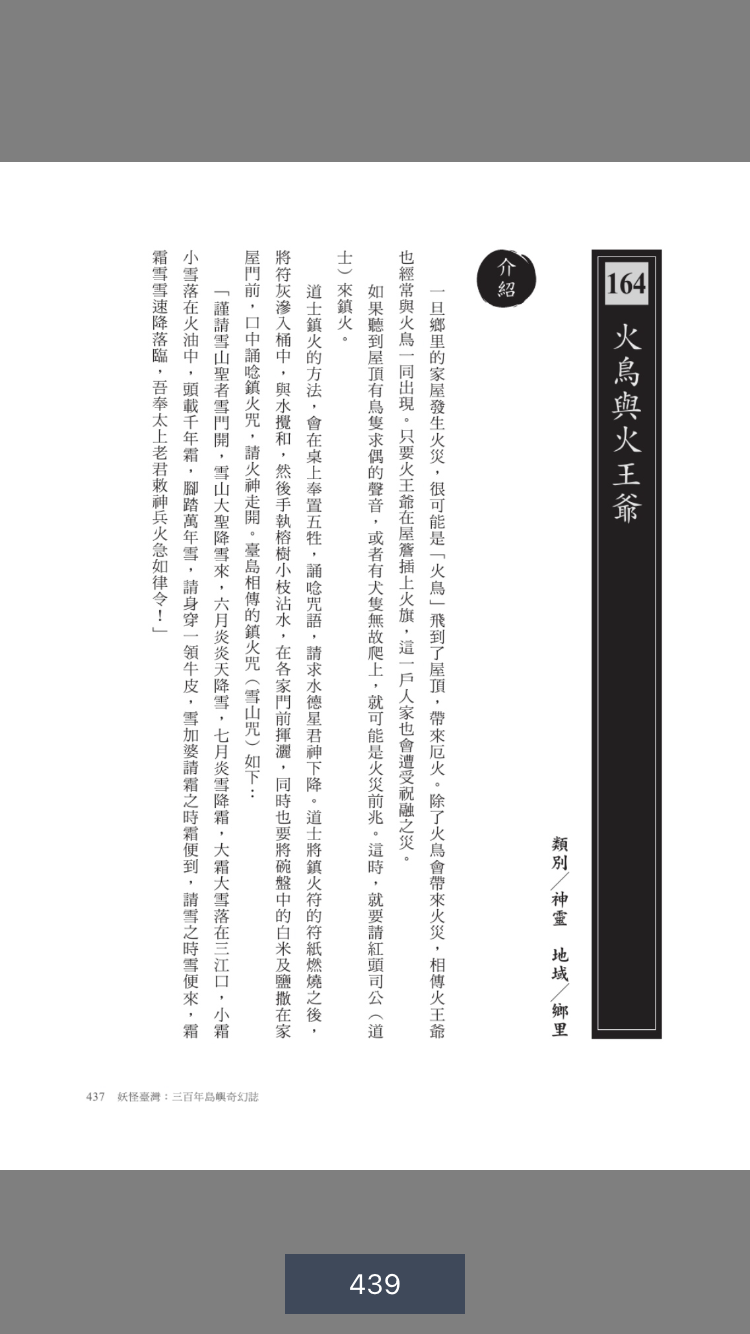 164
火鳥與火王爺
類別／神靈　地域／鄉里
介紹
一旦鄉里的家屋發生火災，很可能是「火鳥」飛到了屋頂，帶來厄火。除了火鳥會帶來火災，相傳火王爺
也經常與火鳥一同出現。只要火王爺在屋簷插上火旗，這一戶人家也會遭受祝融之災。
如果聽到屋頂有鳥隻求偶的聲音，或者有犬隻無故爬上，就可能是火災前兆。這時，就要請紅頭司公（道
士）來鎮火。
道士鎮火的方法，會在桌上奉置五牲，誦唸咒語，請求水德星君神下降。道士將鎮火符的符紙燃燒之後，
將符灰滲入桶中，與水攪和，然後手執榕樹小枝沾水，在各家門前揮灑，同時也要將碗盤中的白米及鹽撒在家
屋門前，口中誦唸鎮火咒，請火神走開。臺島相傳的鎮火咒（雪山咒）如下：
「謹請雪山聖者雪門開，雪山大聖降雪來，六月炎炎天降雪，七月炎雪降霜，大霜大雪落在三江口，小霜
小雪落在火油中，頭載千年霜，腳踏萬年雪，請身穿一領牛皮，雪加婆請霜之時霜便到，請雪之時雪便來，霜
霜雪雪速降落臨，吾奉太上老君敕神兵火急如律令！」
437　妖怪臺灣：三百年島嶼奇幻誌
439